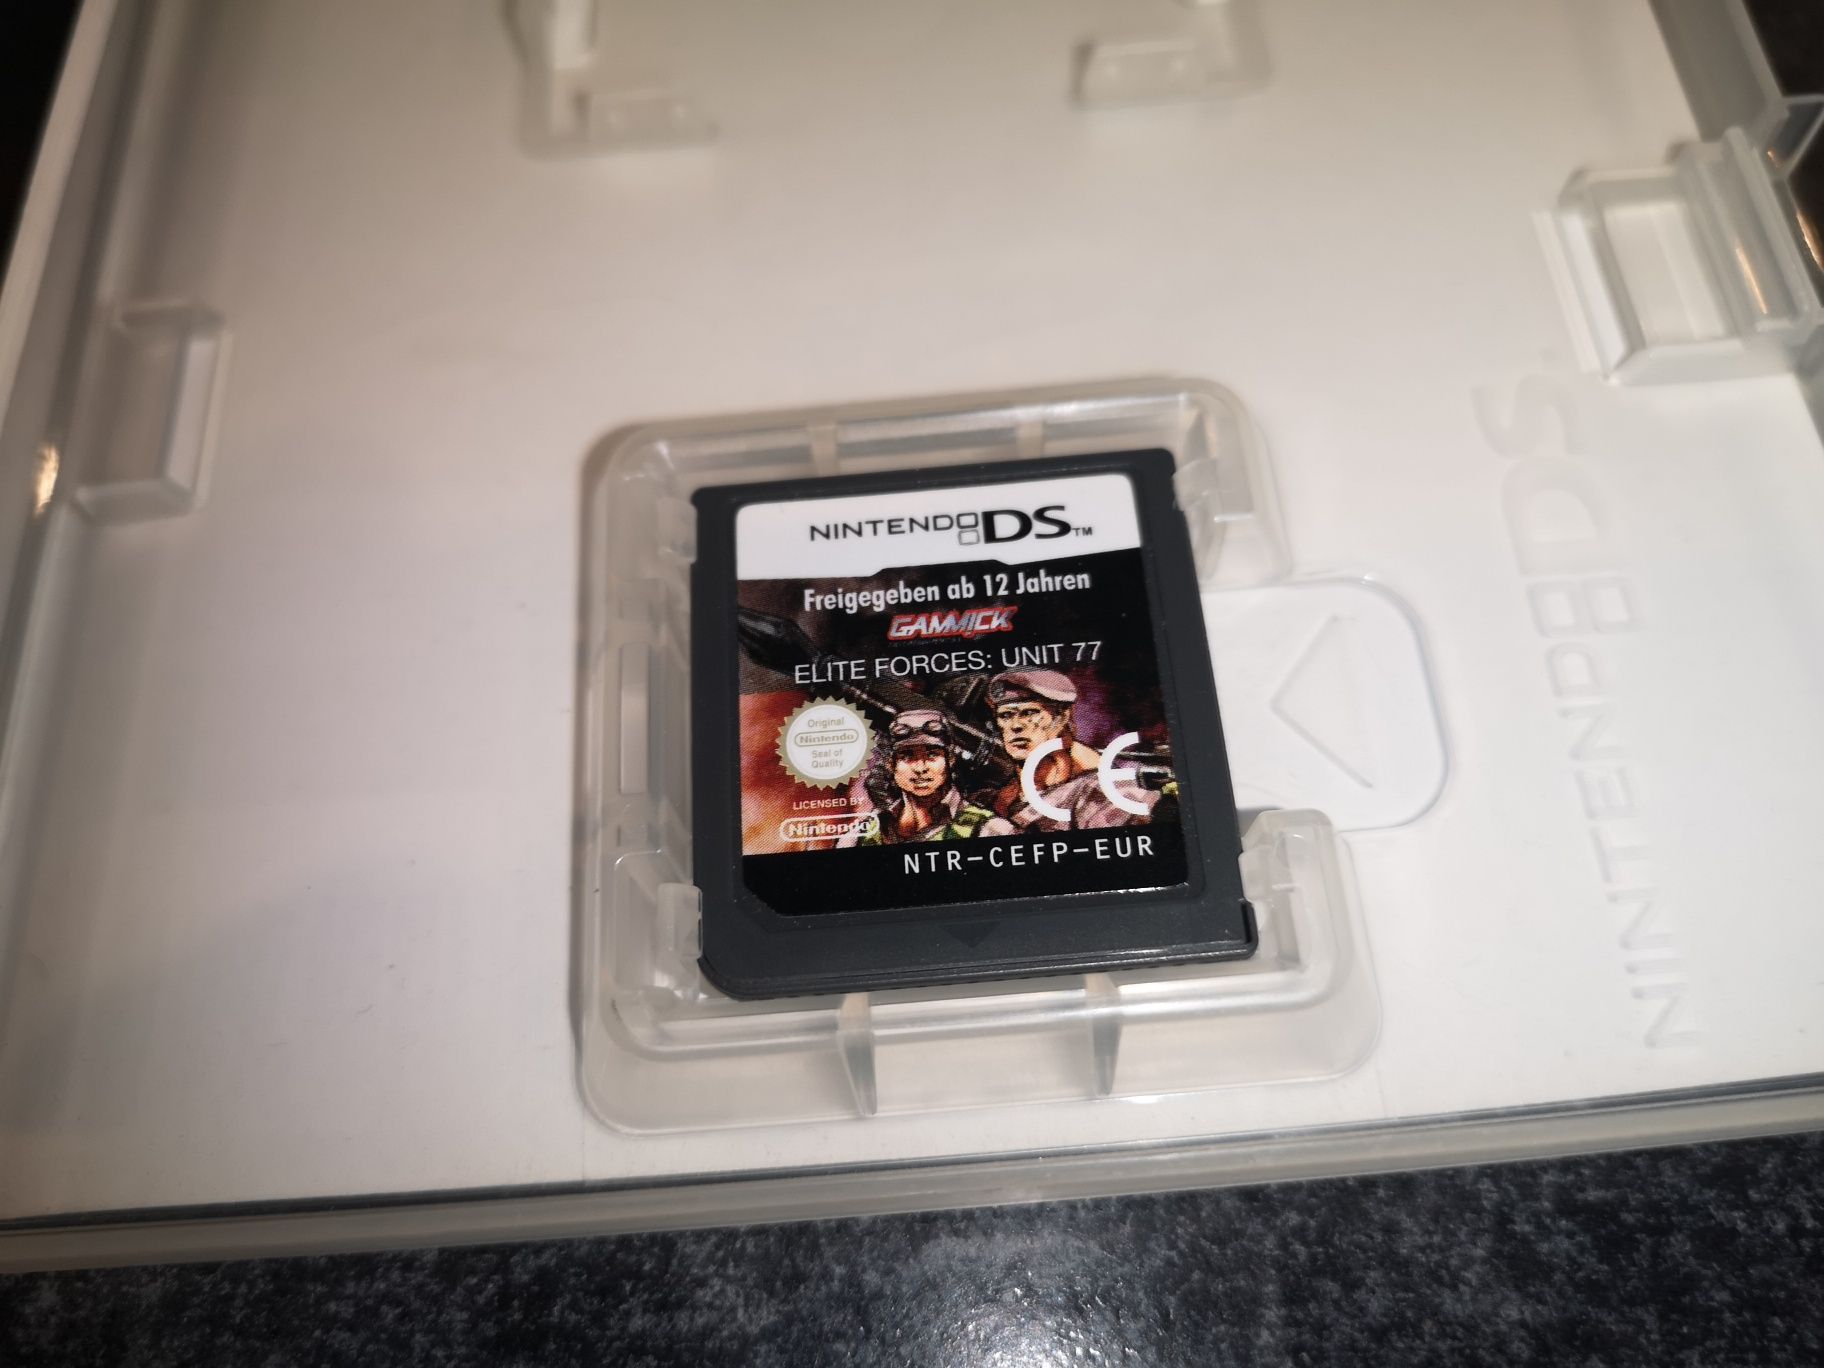 NINTENDO DS™
Freigegeben ab 12 Jahren
GAMMICK
ELITE FORCES: UNIT 77
Original
Nintendo
Seal of
Quality
LICENSED BY
Nintendo
CE
NTR-CEFP-EUR
NINTENDO DS